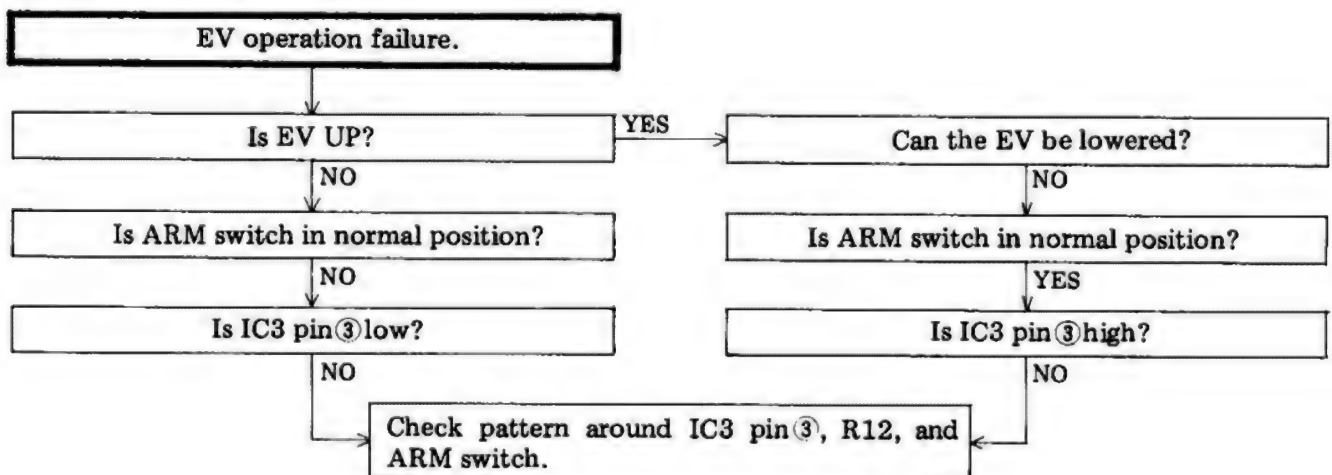 EV operation failure.
Is EV UP?
YES
Can the EV be lowered?
NO
NO
Is ARM switch in normal position?
Is ARM switch in normal position?
NO
YES
Is IC3 pin③low?
Is IC3 pin③high?
NO
NO
Check pattern around IC3 pin③, R12, and
ARM switch.